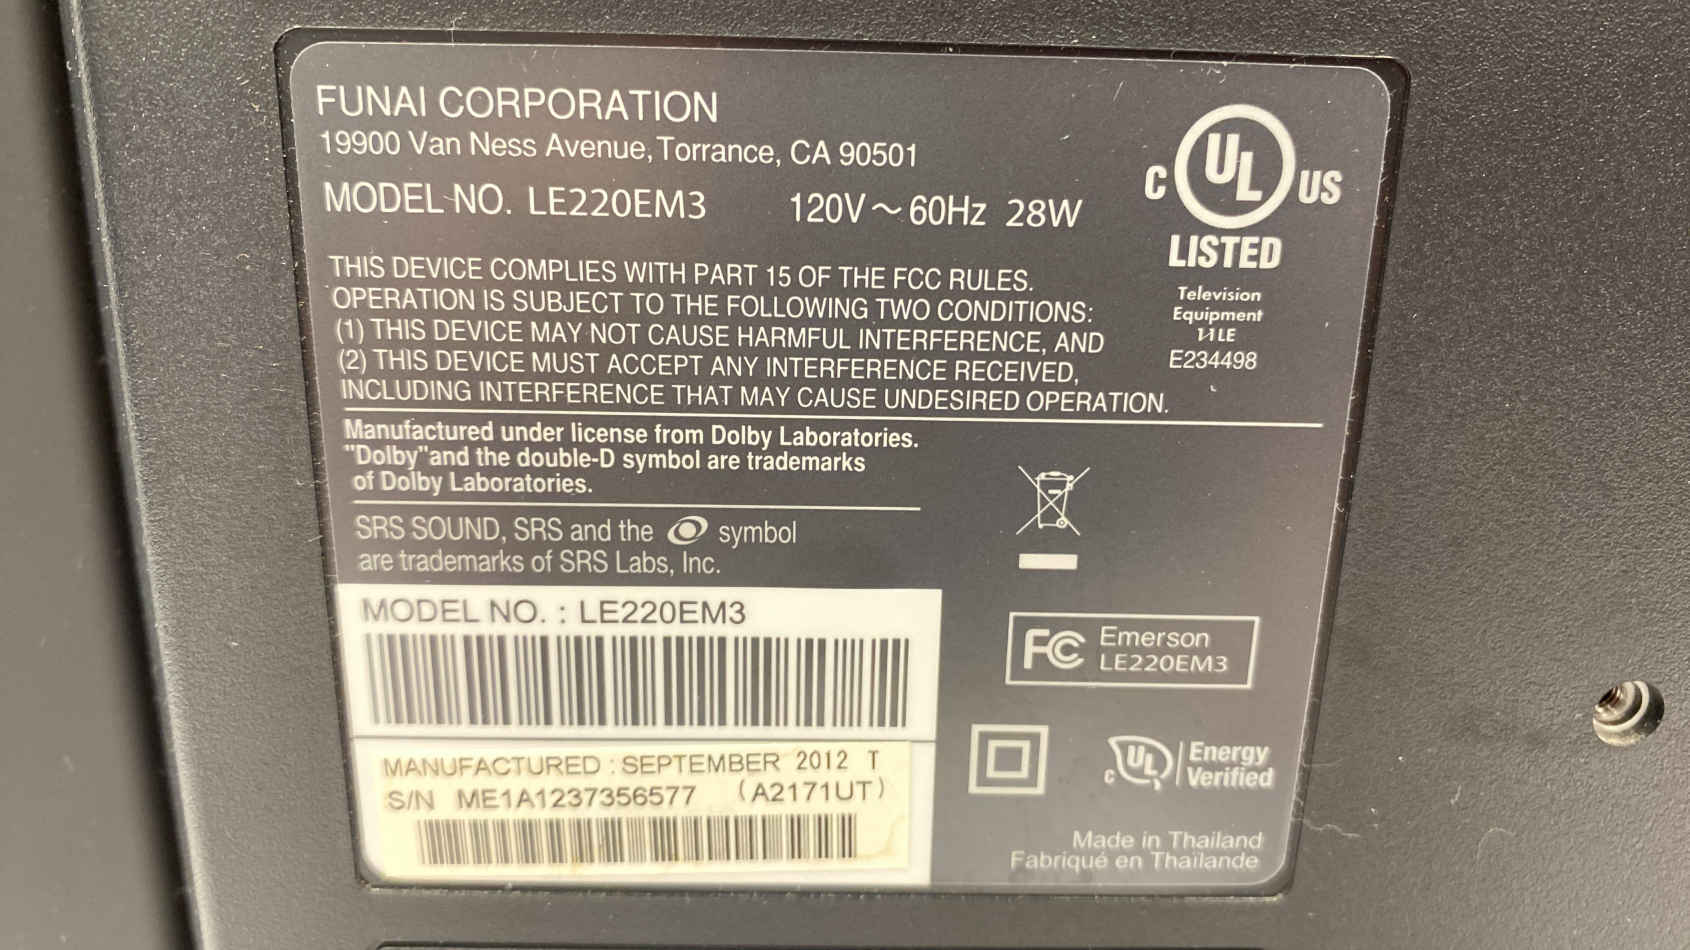 FUNAI CORPORATION
19900 Van Ness Avenue, Torrance, CA 90501
MODEL NO. LE220EM3 120V ~ 60Hz 28W
C UL US
LISTED
Television
Equipment
11LE
E234498
THIS DEVICE COMPLIES WITH PART 15 OF THE FCC RULES.
OPERATION IS SUBJECT TO THE FOLLOWING TWO CONDITIONS:
(1) THIS DEVICE MAY NOT CAUSE HARMFUL INTERFERENCE, AND
(2) THIS DEVICE MUST ACCEPT ANY INTERFERENCE RECEIVED,
INCLUDING INTERFERENCE THAT MAY CAUSE UNDESIRED OPERATION.
Manufactured under license from Dolby Laboratories.
"Dolby"and the double-D symbol are trademarks
of Dolby Laboratories.
SRS SOUND, SRS and the symbol
are trademarks of SRS Labs, Inc.
MODEL NO. : LE220EM3
MANUFACTURED : SEPTEMBER 2012 T
S/N ME1A1237356577 (A2171UT)
FC Emerson
LE220EM3
C UL Energy
Verified
Made in Thailand
Fabriqué en Thaïlande